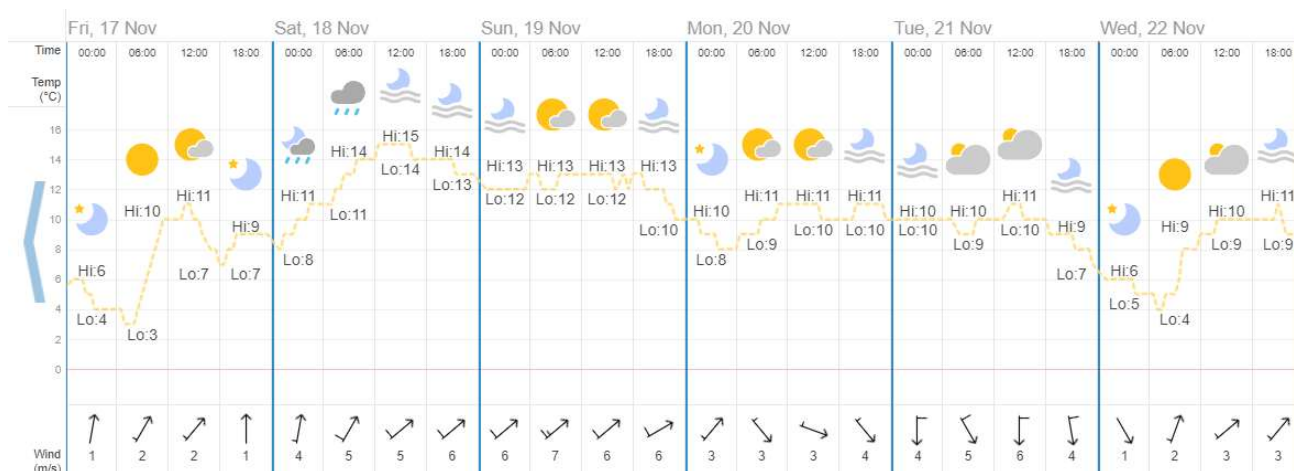 Fri, 17 Nov Sat, 18 Nov Sun, 19 Nov Mon, 20 Nov Tue, 21 Nov Wed, 22 Nov
Time 00:00 06:00 12:00 18:00 00:00 06:00 12:00 18:00 00:00 06:00 12:00 18:00 00:00 06:00 12:00 18:00 00:00 06:00 12:00 18:00 00:00 06:00 12:00 18:00
Temp
(°C)
16
14
12
10
8
6
4
2
0
Hi:6 Hi:10 Hi:11 Hi:9 Hi:11 Hi:14 Hi:15 Hi:14 Hi:13 Hi:13 Hi:13 Hi:13 Hi:10 Hi:11 Hi:11 Hi:11 Hi:10 Hi:10 Hi:11 Hi:9 Hi:6 Hi:9 Hi:10 Hi:11
Lo:4 Lo:3 Lo:7 Lo:7 Lo:8 Lo:11 Lo:14 Lo:13 Lo:12 Lo:12 Lo:12 Lo:10 Lo:8 Lo:9 Lo:10 Lo:10 Lo:10 Lo:9 Lo:10 Lo:7 Lo:5 Lo:4 Lo:9 Lo:9
Wind 1 2 2 1 4 5 5 6 6 7 6 6 3 3 3 4 4 5 6 4 1 2 3 3
(m/s)